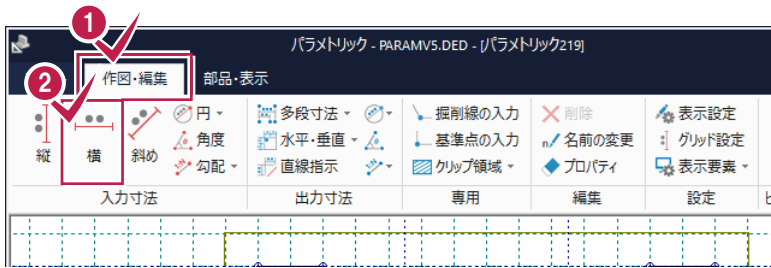 1
パラメトリック - PARAMV5.DED - [パラメトリック219]
作図・編集 部品・表示
2
縦 横 斜め 円 角度 勾配
多段寸法 水平・垂直 直線指示
掘削線の入力 基準点の入力 クリップ領域
削除 名前の変更 プロパティ
表示設定 グリッド設定 表示要素
入力寸法 出力寸法 専用 編集 設定